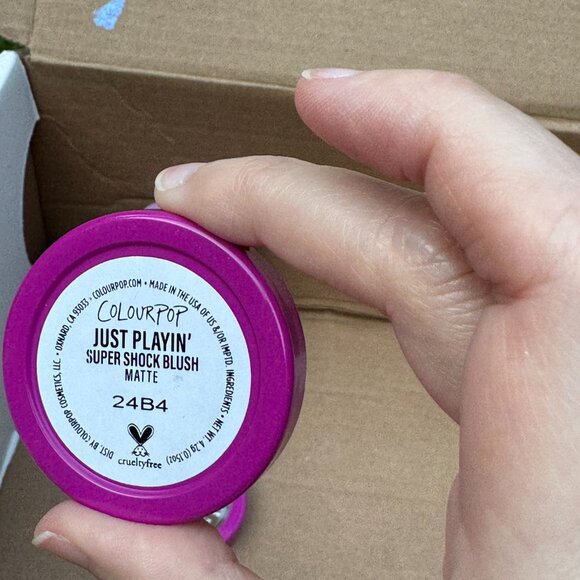 COLOURPOP
JUST PLAYIN'
SUPER SHOCK BLUSH
MATTE
24B4
crueltyfree
DIST. BY COLOURPOP COSMETICS, LLC. • OXNARD, CA 93033 • COLOURPOP.COM • MADE IN THE USA OF US &/OR IMPTD. INGREDIENTS • NET WT. 4.2g (0.15oz)